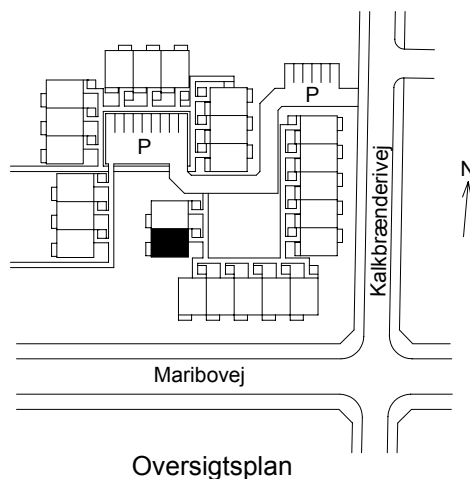 P
P
N
Kalkbrænderivej
Maribovej
Oversigtsplan